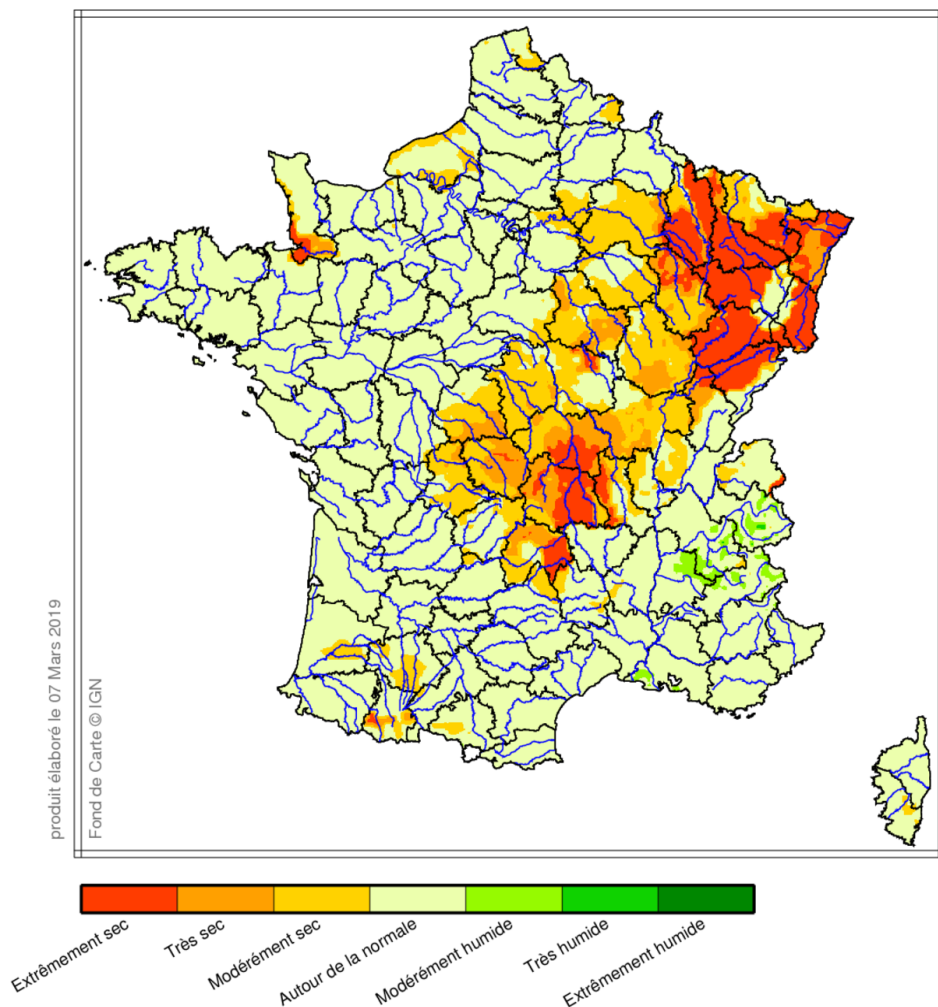 produit élaboré le 07 Mars 2019
Fond de Carte © IGN
Extrêmement sec
Très sec
Modérément sec
Autour de la normale
Modérément humide
Très humide
Extrêmement humide